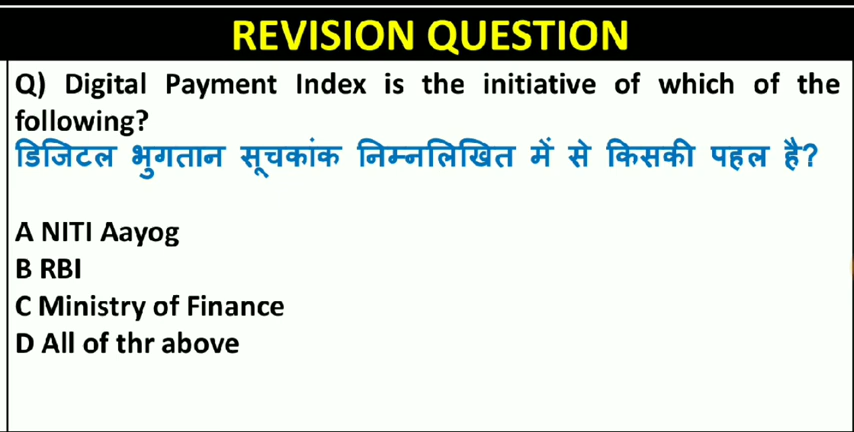 REVISION QUESTION
Q) Digital Payment Index is the initiative of which of the
following?
डिजिटल भुगतान सूचकांक निम्नलिखित में से किसकी पहल है?
A NITI Aayog
B RBI
C Ministry of Finance
D All of thr above